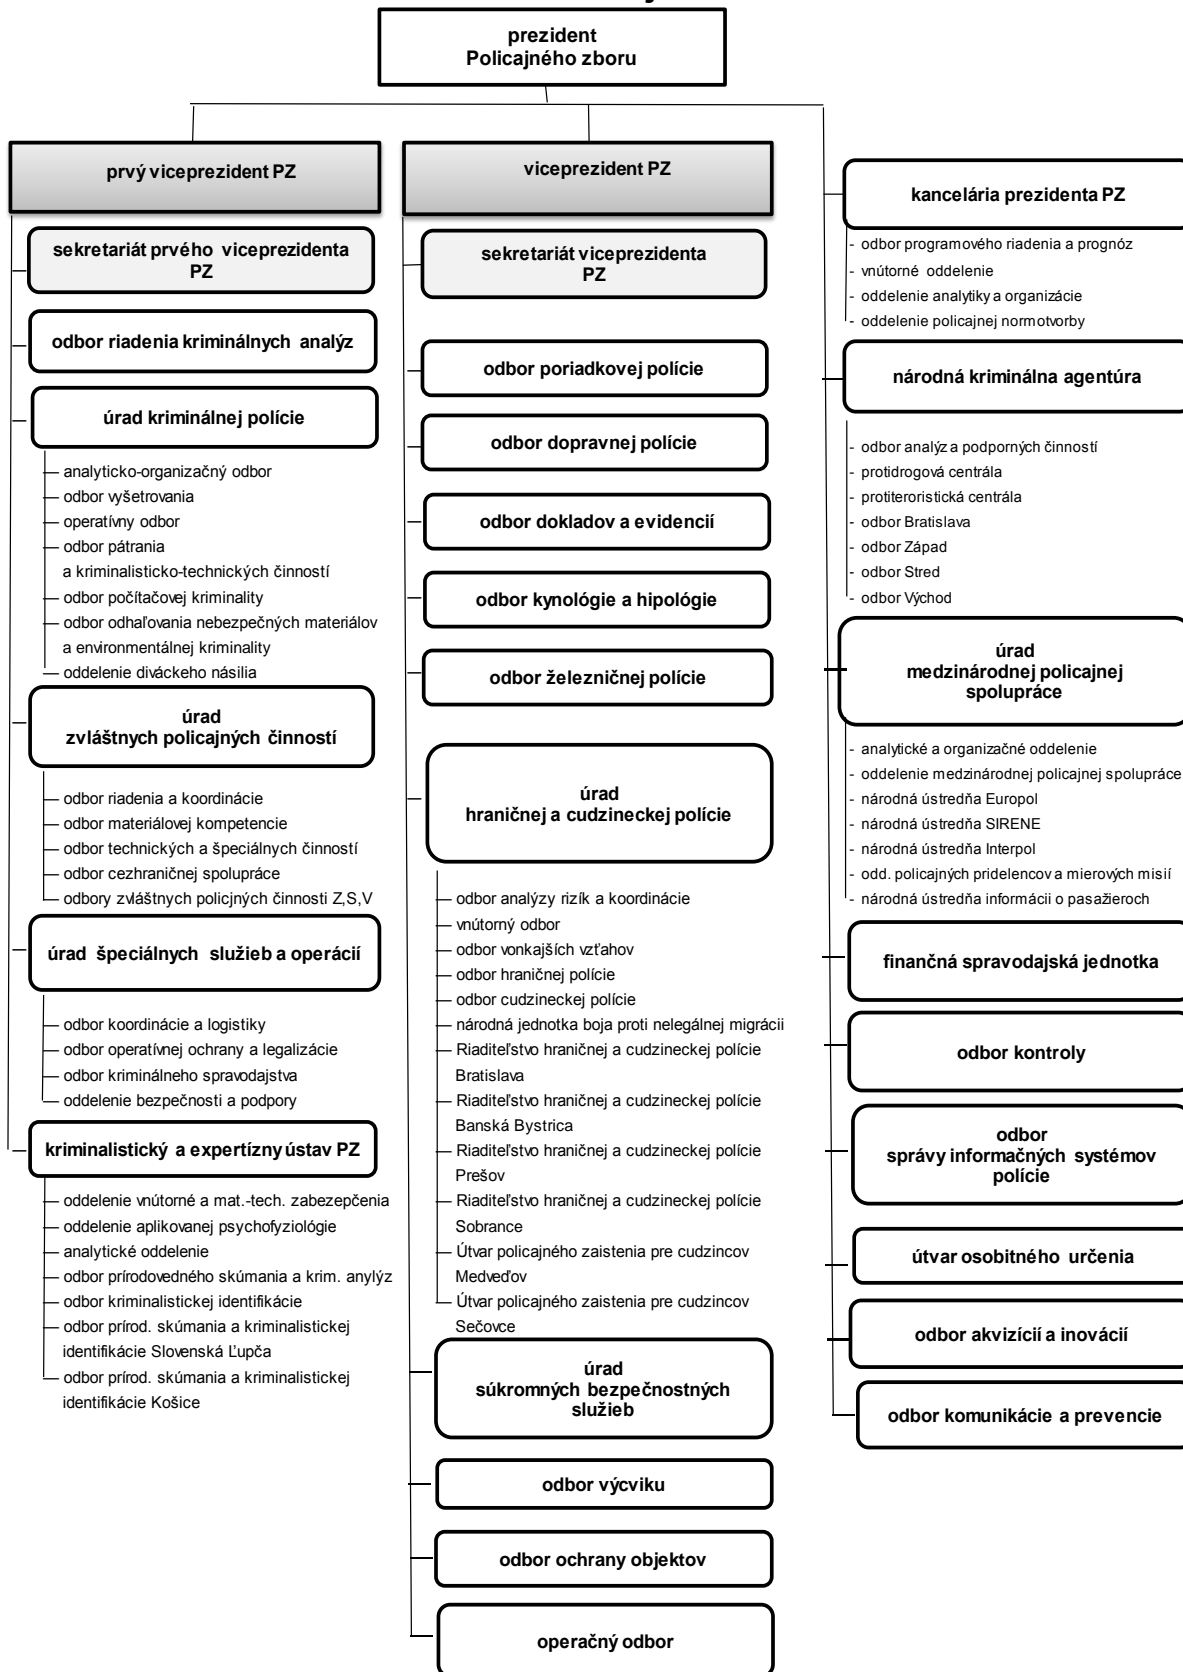 prezident
Policajného zboru
prvý viceprezident PZ
sekretariát prvého viceprezidenta
PZ
odbor riadenia kriminálnych analýz
úrad kriminálnej polície
analyticko-organizačný odbor
odbor vyšetrovania
operatívny odbor
odbor pátrania
a kriminalisticko-technických činností
odbor počítačovej kriminality
odbor odhaľovania nebezpečných materiálov
a environmentálnej kriminality
oddelenie diváckeho násilia
úrad
zvláštnych policajných činností
odbor riadenia a koordinácie
odbor materiálovej kompetencie
odbor technických a špeciálnych činností
odbor cezhraničnej spolupráce
odbory zvláštnych policjných činnosti Z,S,V
úrad špeciálnych služieb a operácií
odbor koordinácie a logistiky
odbor operatívnej ochrany a legalizácie
odbor kriminálneho spravodajstva
oddelenie bezpečnosti a podpory
kriminalistický a expertízny ústav PZ
oddelenie vnútorné a mat.-tech. zabezepčenia
oddelenie aplikovanej psychofyziológie
analytické oddelenie
odbor prírodovedného skúmania a krim. anylýz
odbor kriminalistickej identifikácie
odbor prírod. skúmania a kriminalistickej
identifikácie Slovenská Ľupča
odbor prírod. skúmania a kriminalistickej
identifikácie Košice
viceprezident PZ
sekretariát viceprezidenta
PZ
odbor poriadkovej polície
odbor dopravnej polície
odbor dokladov a evidencií
odbor kynológie a hipológie
odbor železničnej polície
úrad
hraničnej a cudzineckej polície
odbor analýzy rizík a koordinácie
vnútorný odbor
odbor vonkajších vzťahov
odbor hraničnej polície
odbor cudzineckej polície
národná jednotka boja proti nelegálnej migrácii
Riaditeľstvo hraničnej a cudzineckej polície
Bratislava
Riaditeľstvo hraničnej a cudzineckej polície
Banská Bystrica
Riaditeľstvo hraničnej a cudzineckej polície
Prešov
Riaditeľstvo hraničnej a cudzineckej polície
Sobrance
Útvar policajného zaistenia pre cudzincov
Medveďov
Útvar policajného zaistenia pre cudzincov
Sečovce
úrad
súkromných bezpečnostných
služieb
odbor výcviku
odbor ochrany objektov
operačný odbor
kancelária prezidenta PZ
- odbor programového riadenia a prognóz
- vnútorné oddelenie
- oddelenie analytiky a organizácie
- oddelenie policajnej normotvorby
národná kriminálna agentúra
- odbor analýz a podporných činností
- protidrogová centrála
- protiteroristická centrála
- odbor Bratislava
- odbor Západ
- odbor Stred
- odbor Východ
úrad
medzinárodnej policajnej
spolupráce
- analytické a organizačné oddelenie
- oddelenie medzinárodnej policajnej spolupráce
- národná ústredňa Europol
- národná ústredňa SIRENE
- národná ústredňa Interpol
- odd. policajných pridelencov a mierových misií
- národná ústredňa informácii o pasažieroch
finančná spravodajská jednotka
odbor kontroly
odbor
správy informačných systémov
polície
útvar osobitného určenia
odbor akvizícií a inovácií
odbor komunikácie a prevencie